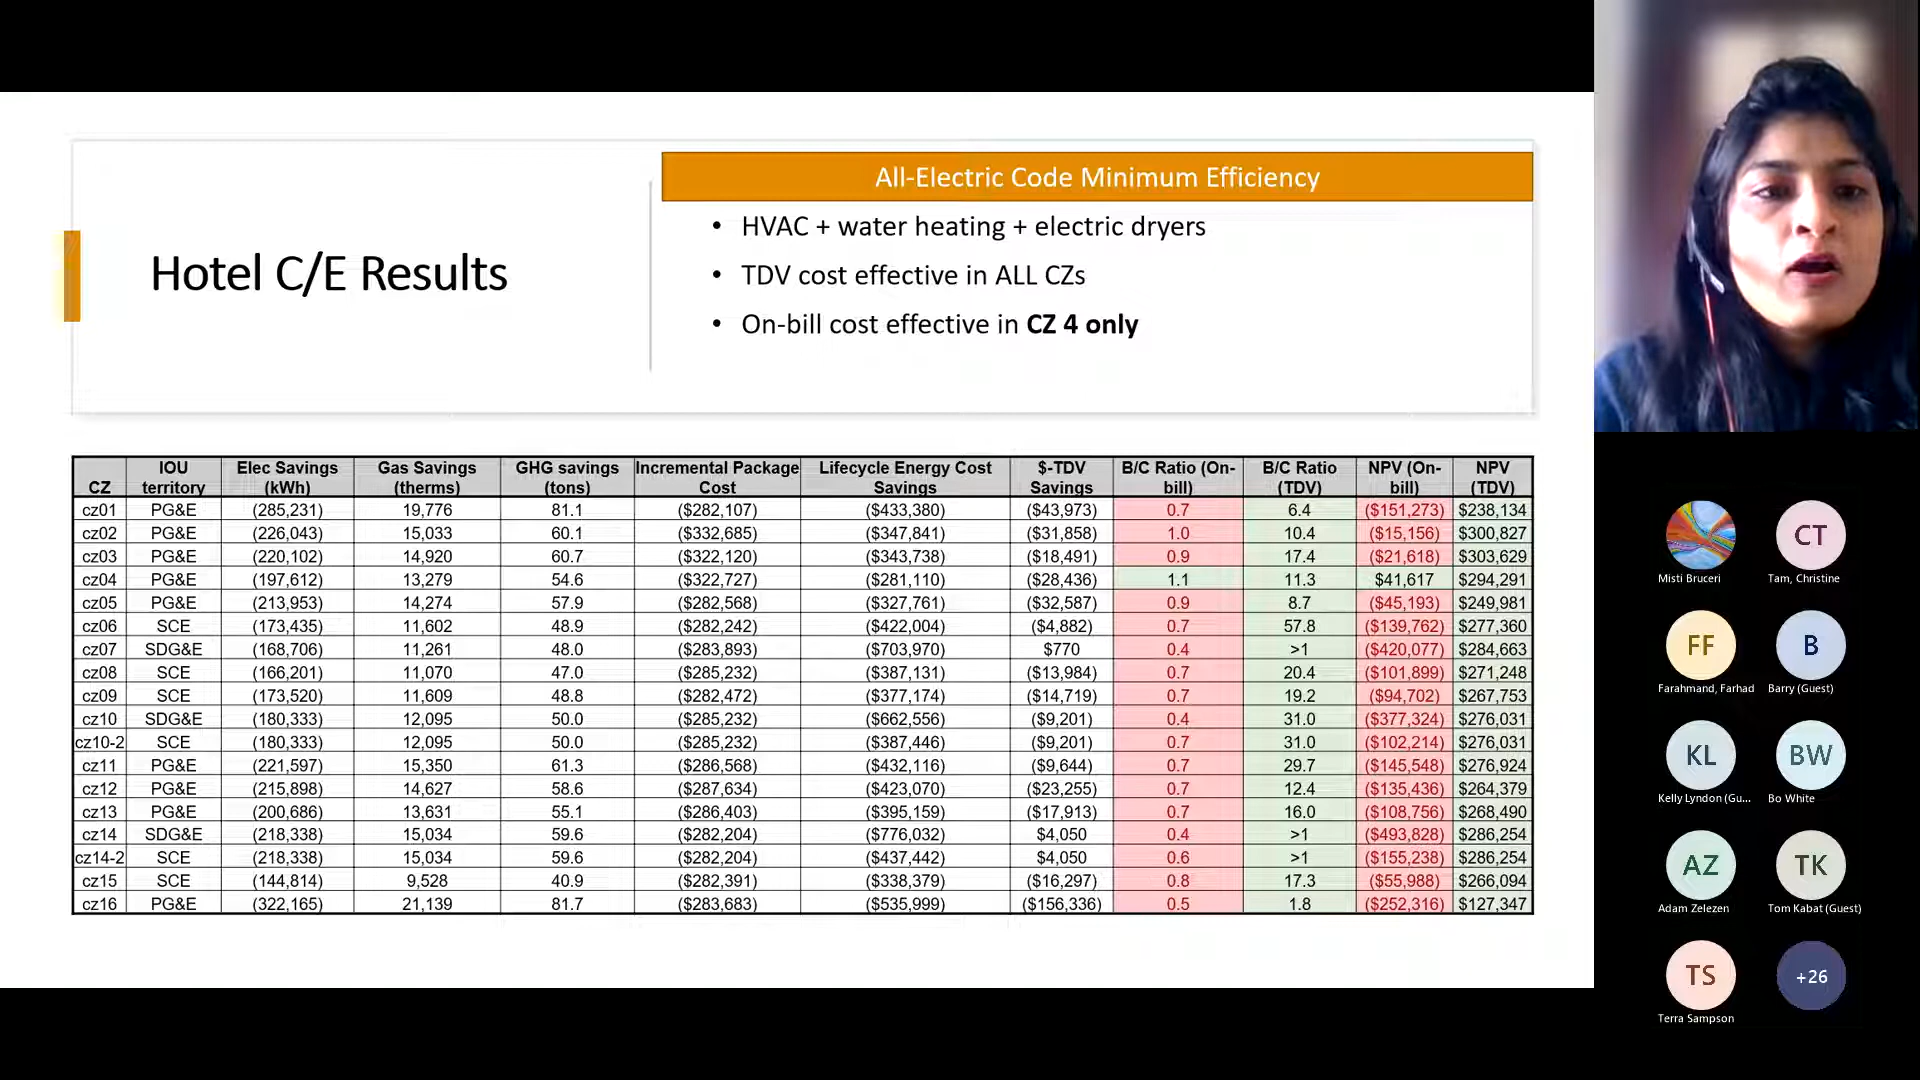 Hotel C/E Results
All-Electric Code Minimum Efficiency
• HVAC + water heating + electric dryers
• TDV cost effective in ALL CZs
• On-bill cost effective in CZ 4 only
CZ IOU territory Elec Savings (kWh) Gas Savings (therms) GHG savings (tons) Incremental Package Cost Lifecycle Energy Cost Savings $-TDV Savings B/C Ratio (On-bill) B/C Ratio (TDV) NPV (On-bill) NPV (TDV)
cz01 PG&E (285,231) 19,776 81.1 ($282,107) ($433,380) ($43,973) 0.7 6.4 ($151,273) $238,134
cz02 PG&E (226,043) 15,033 60.1 ($332,685) ($347,841) ($31,858) 1.0 10.4 ($15,156) $300,827
cz03 PG&E (220,102) 14,920 60.7 ($322,120) ($343,738) ($18,491) 0.9 17.4 ($21,618) $303,629
cz04 PG&E (197,612) 13,279 54.6 ($322,727) ($281,110) ($28,436) 1.1 11.3 $41,617 $294,291
cz05 PG&E (213,953) 14,274 57.9 ($282,568) ($327,761) ($32,587) 0.9 8.7 ($45,193) $249,981
cz06 SCE (173,435) 11,602 48.9 ($282,242) ($422,004) ($4,882) 0.7 57.8 ($139,762) $277,360
cz07 SDG&E (168,706) 11,261 48.0 ($283,893) ($703,970) $770 0.4 >1 ($420,077) $284,663
cz08 SCE (166,201) 11,070 47.0 ($285,232) ($387,131) ($13,984) 0.7 20.4 ($101,899) $271,248
cz09 SCE (173,520) 11,609 48.8 ($282,472) ($377,174) ($14,719) 0.7 19.2 ($94,702) $267,753
cz10 SDG&E (180,333) 12,095 50.0 ($285,232) ($662,556) ($9,201) 0.4 31.0 ($377,324) $276,031
cz10-2 SCE (180,333) 12,095 50.0 ($285,232) ($387,446) ($9,201) 0.7 31.0 ($102,214) $276,031
cz11 PG&E (221,597) 15,350 61.3 ($286,568) ($432,116) ($9,644) 0.7 29.7 ($145,548) $276,924
cz12 PG&E (215,898) 14,627 58.6 ($287,634) ($423,070) ($23,255) 0.7 12.4 ($135,436) $264,379
cz13 PG&E (200,686) 13,631 55.1 ($286,403) ($395,159) ($17,913) 0.7 16.0 ($108,756) $268,490
cz14 SDG&E (218,338) 15,034 59.6 ($282,204) ($776,032) $4,050 0.4 >1 ($493,828) $286,254
cz14-2 SCE (218,338) 15,034 59.6 ($282,204) ($437,442) $4,050 0.6 >1 ($155,238) $286,254
cz15 SCE (144,814) 9,528 40.9 ($282,391) ($338,379) ($16,297) 0.8 17.3 ($55,988) $266,094
cz16 PG&E (322,165) 21,139 81.7 ($283,683) ($535,999) ($156,336) 0.5 1.8 ($252,316) $127,347
CT
Misti Bruceri Tam, Christine
FF B
Farahmand, Farhad Barry (Guest)
KL BW
Kelly Lyndon (Gu... Bo White
AZ TK
Adam Zelezen Tom Kabat (Guest)
TS +26
Terra Sampson